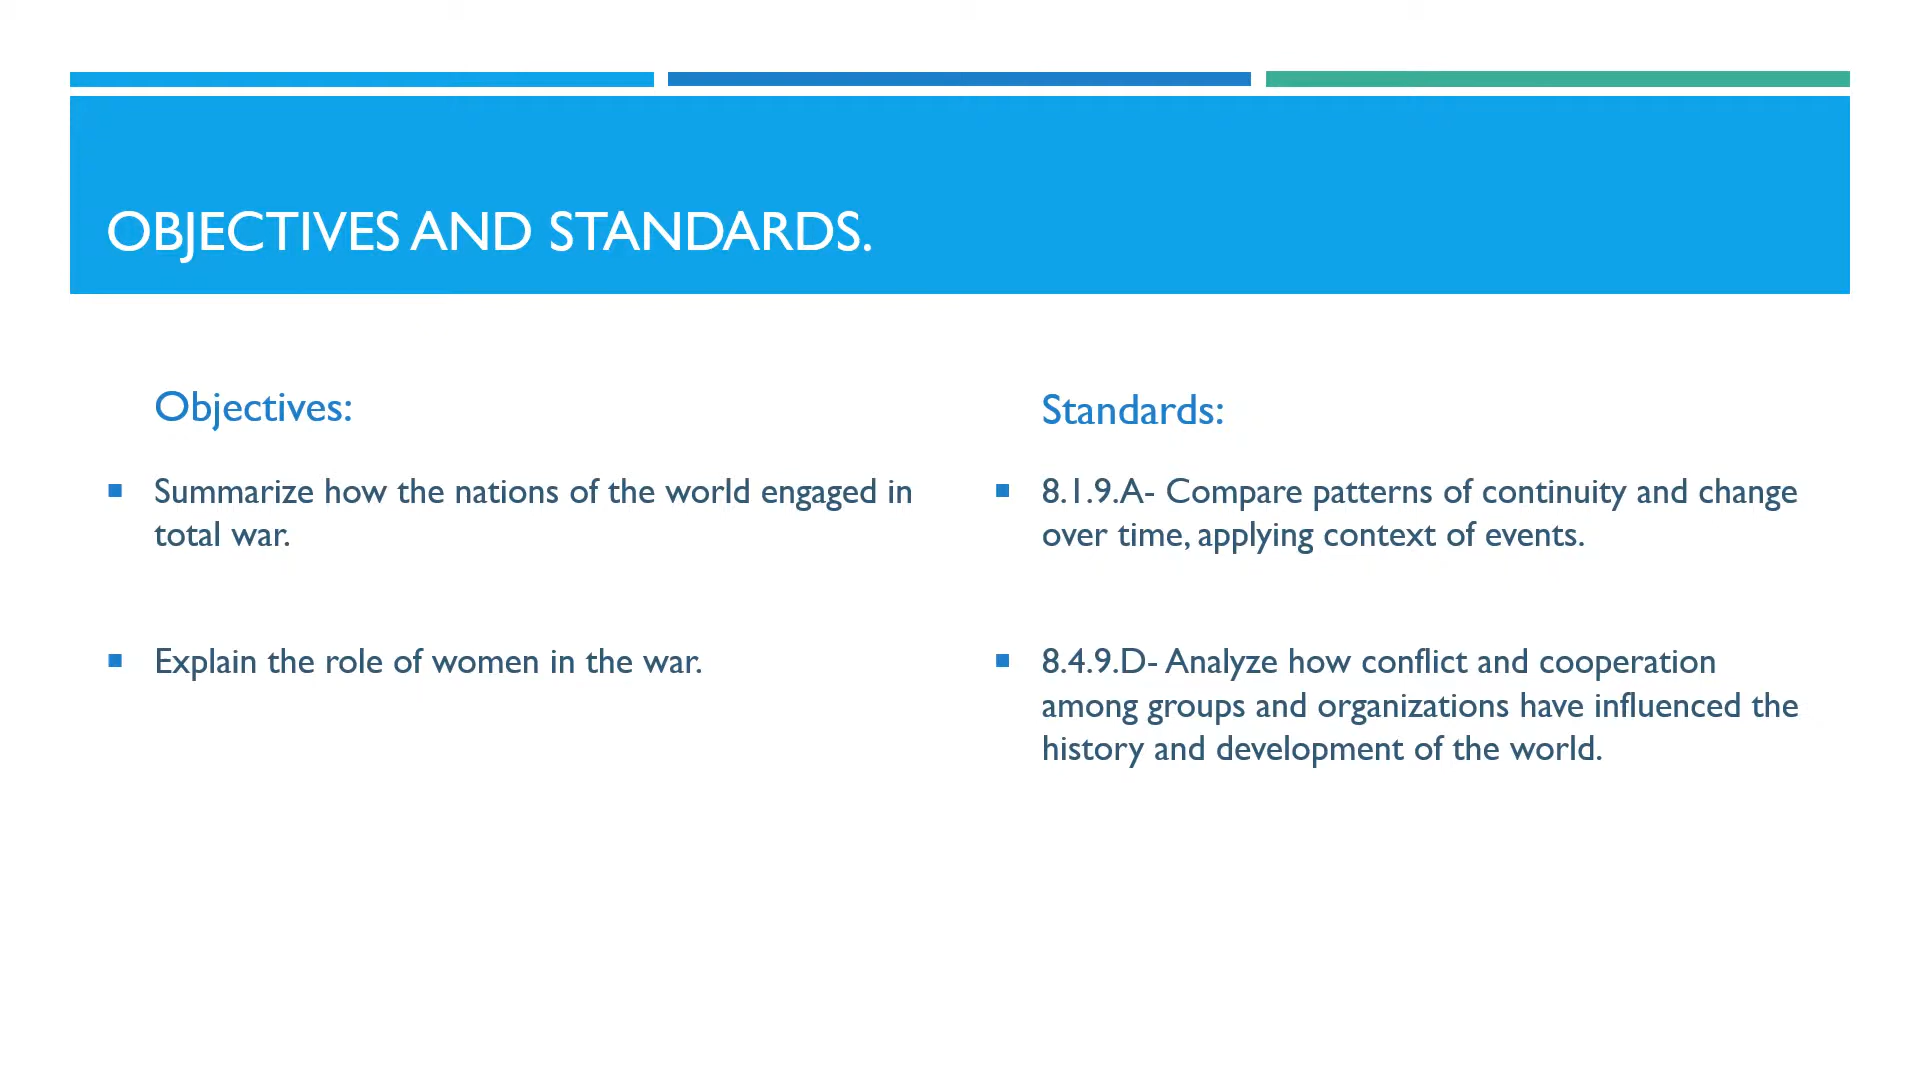 OBJECTIVES AND STANDARDS.
Objectives:
Summarize how the nations of the world engaged in
total war.
Explain the role of women in the war.
Standards:
8.1.9.A- Compare patterns of continuity and change
over time, applying context of events.
8.4.9.D- Analyze how conflict and cooperation
among groups and organizations have influenced the
history and development of the world.